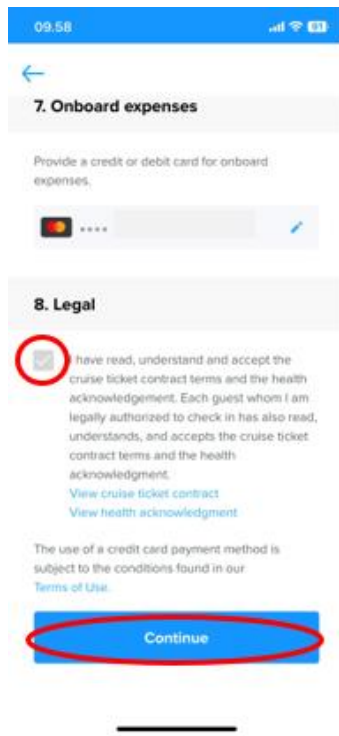 09.58
61
7. Onboard expenses
Provide a credit or debit card for onboard
expenses.
8. Legal
I have read, understand and accept the
cruise ticket contract terms and the health
acknowledgement. Each guest whom I am
legally authorized to check in has also read,
understands, and accepts the cruise ticket
contract terms and the health
acknowledgment.
View cruise ticket contract
View health acknowledgment
The use of a credit card payment method is
subject to the conditions found in our
Terms of Use.
Continue